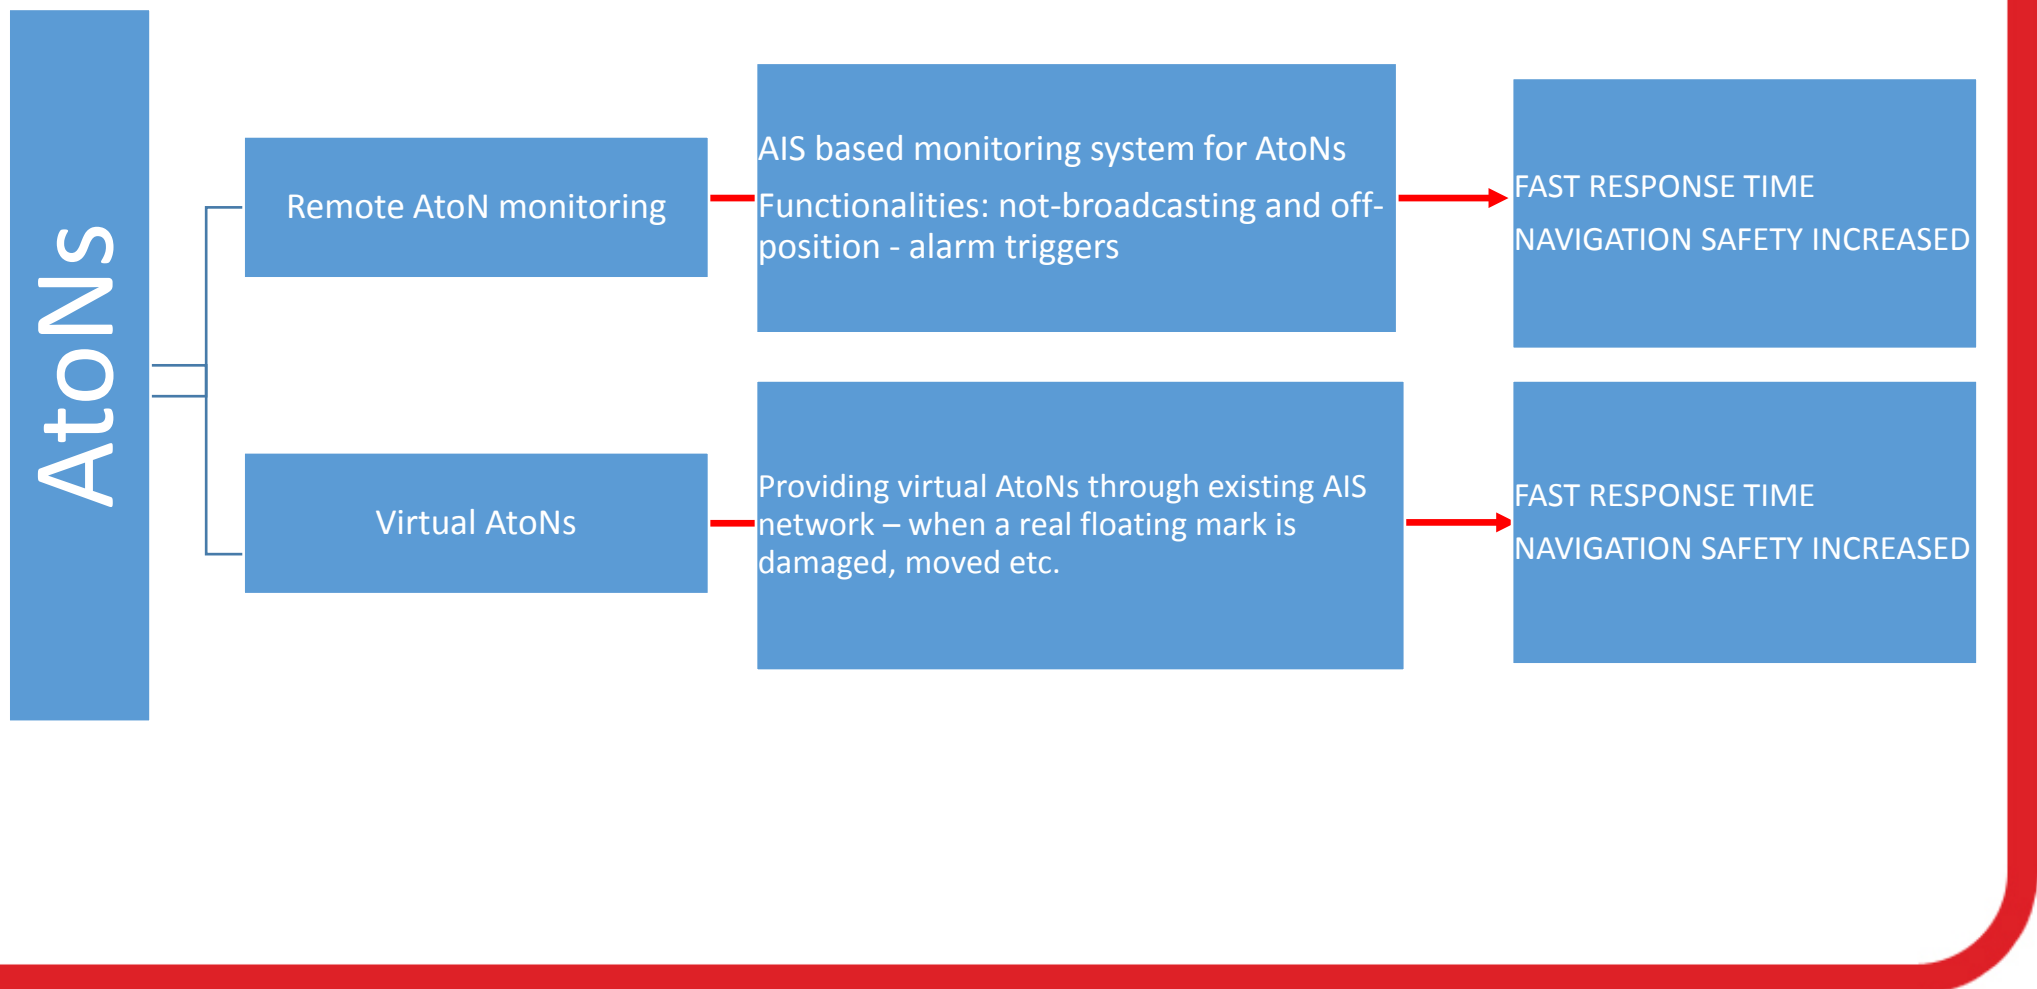 AtoNs
Remote AtoN monitoring
AIS based monitoring system for AtoNs
Functionalities: not-broadcasting and off-
position - alarm triggers
FAST RESPONSE TIME
NAVIGATION SAFETY INCREASED
Virtual AtoNs
Providing virtual AtoNs through existing AIS
network – when a real floating mark is
damaged, moved etc.
FAST RESPONSE TIME
NAVIGATION SAFETY INCREASED